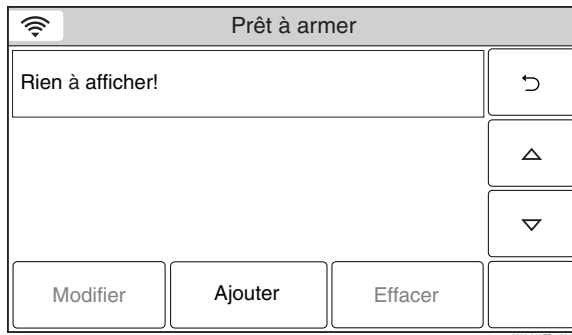 Prêt à armer
Rien à afficher!
Modifier
Ajouter
Effacer